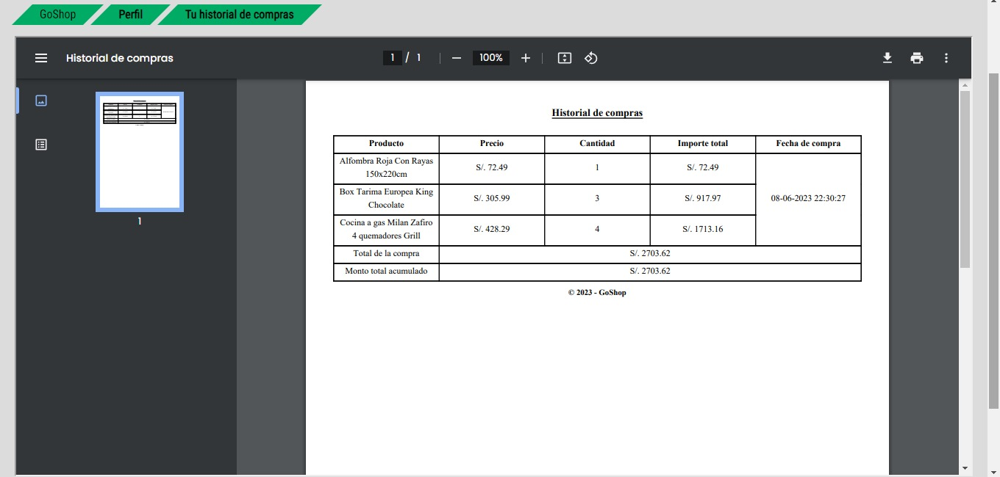 GoShop Perfil Tu historial de compras
Historial de compras 1 / 1 100%
1
Historial de compras
Producto Precio Cantidad Importe total Fecha de compra
Alfombra Roja Con Rayas
150x220cm
S/. 72.49 1 S/. 72.49
Box Tarima Europea King
Chocolate
S/. 305.99 3 S/. 917.97 08-06-2023 22:30:27
Cocina a gas Milan Zafiro
4 quemadores Grill
S/. 428.29 4 S/. 1713.16
Total de la compra S/. 2703.62
Monto total acumulado S/. 2703.62
© 2023 - GoShop